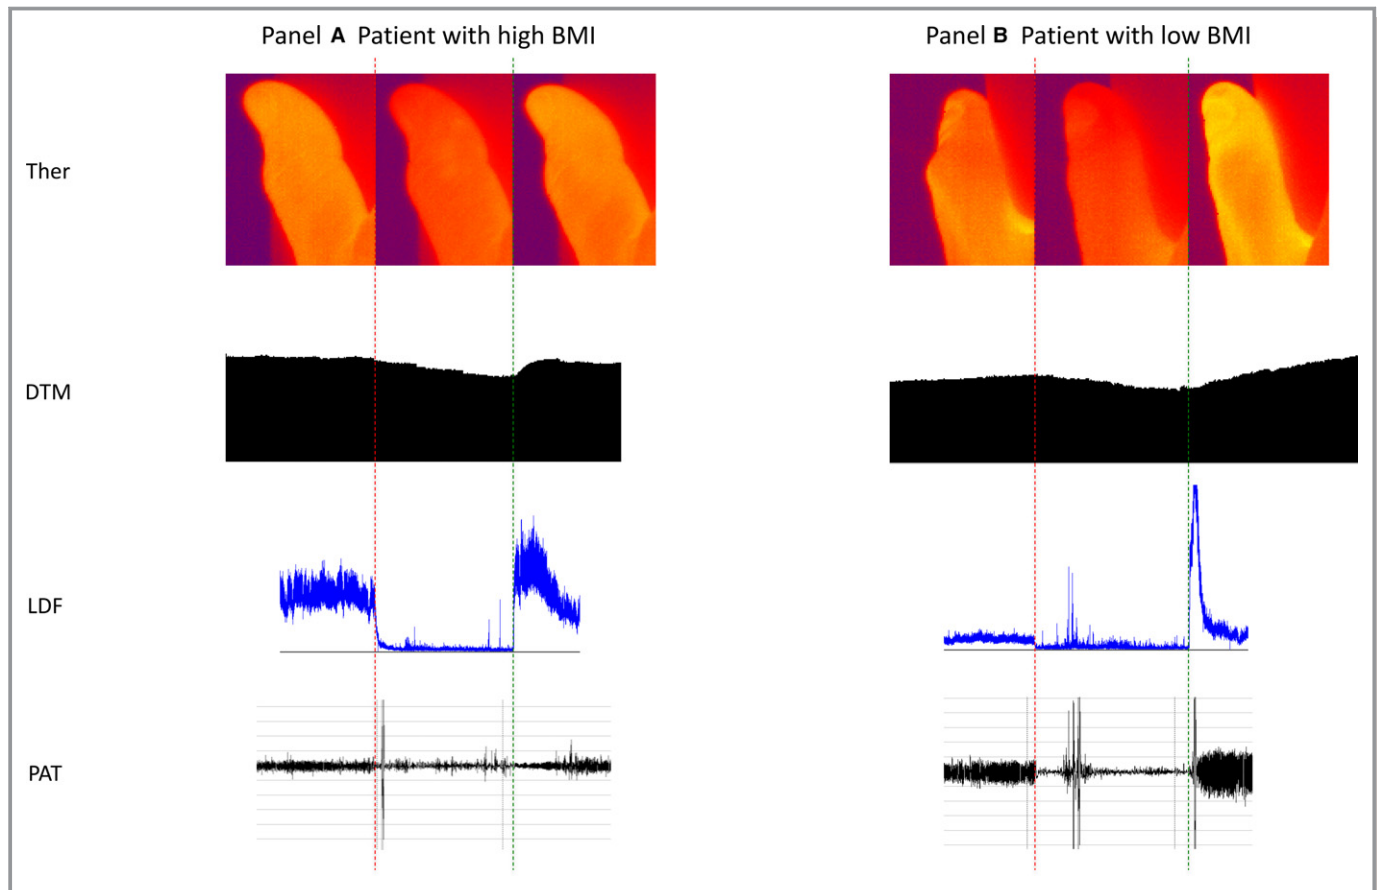 Panel A Patient with high BMI
Panel B Patient with low BMI
Ther
DTM
LDF
PAT